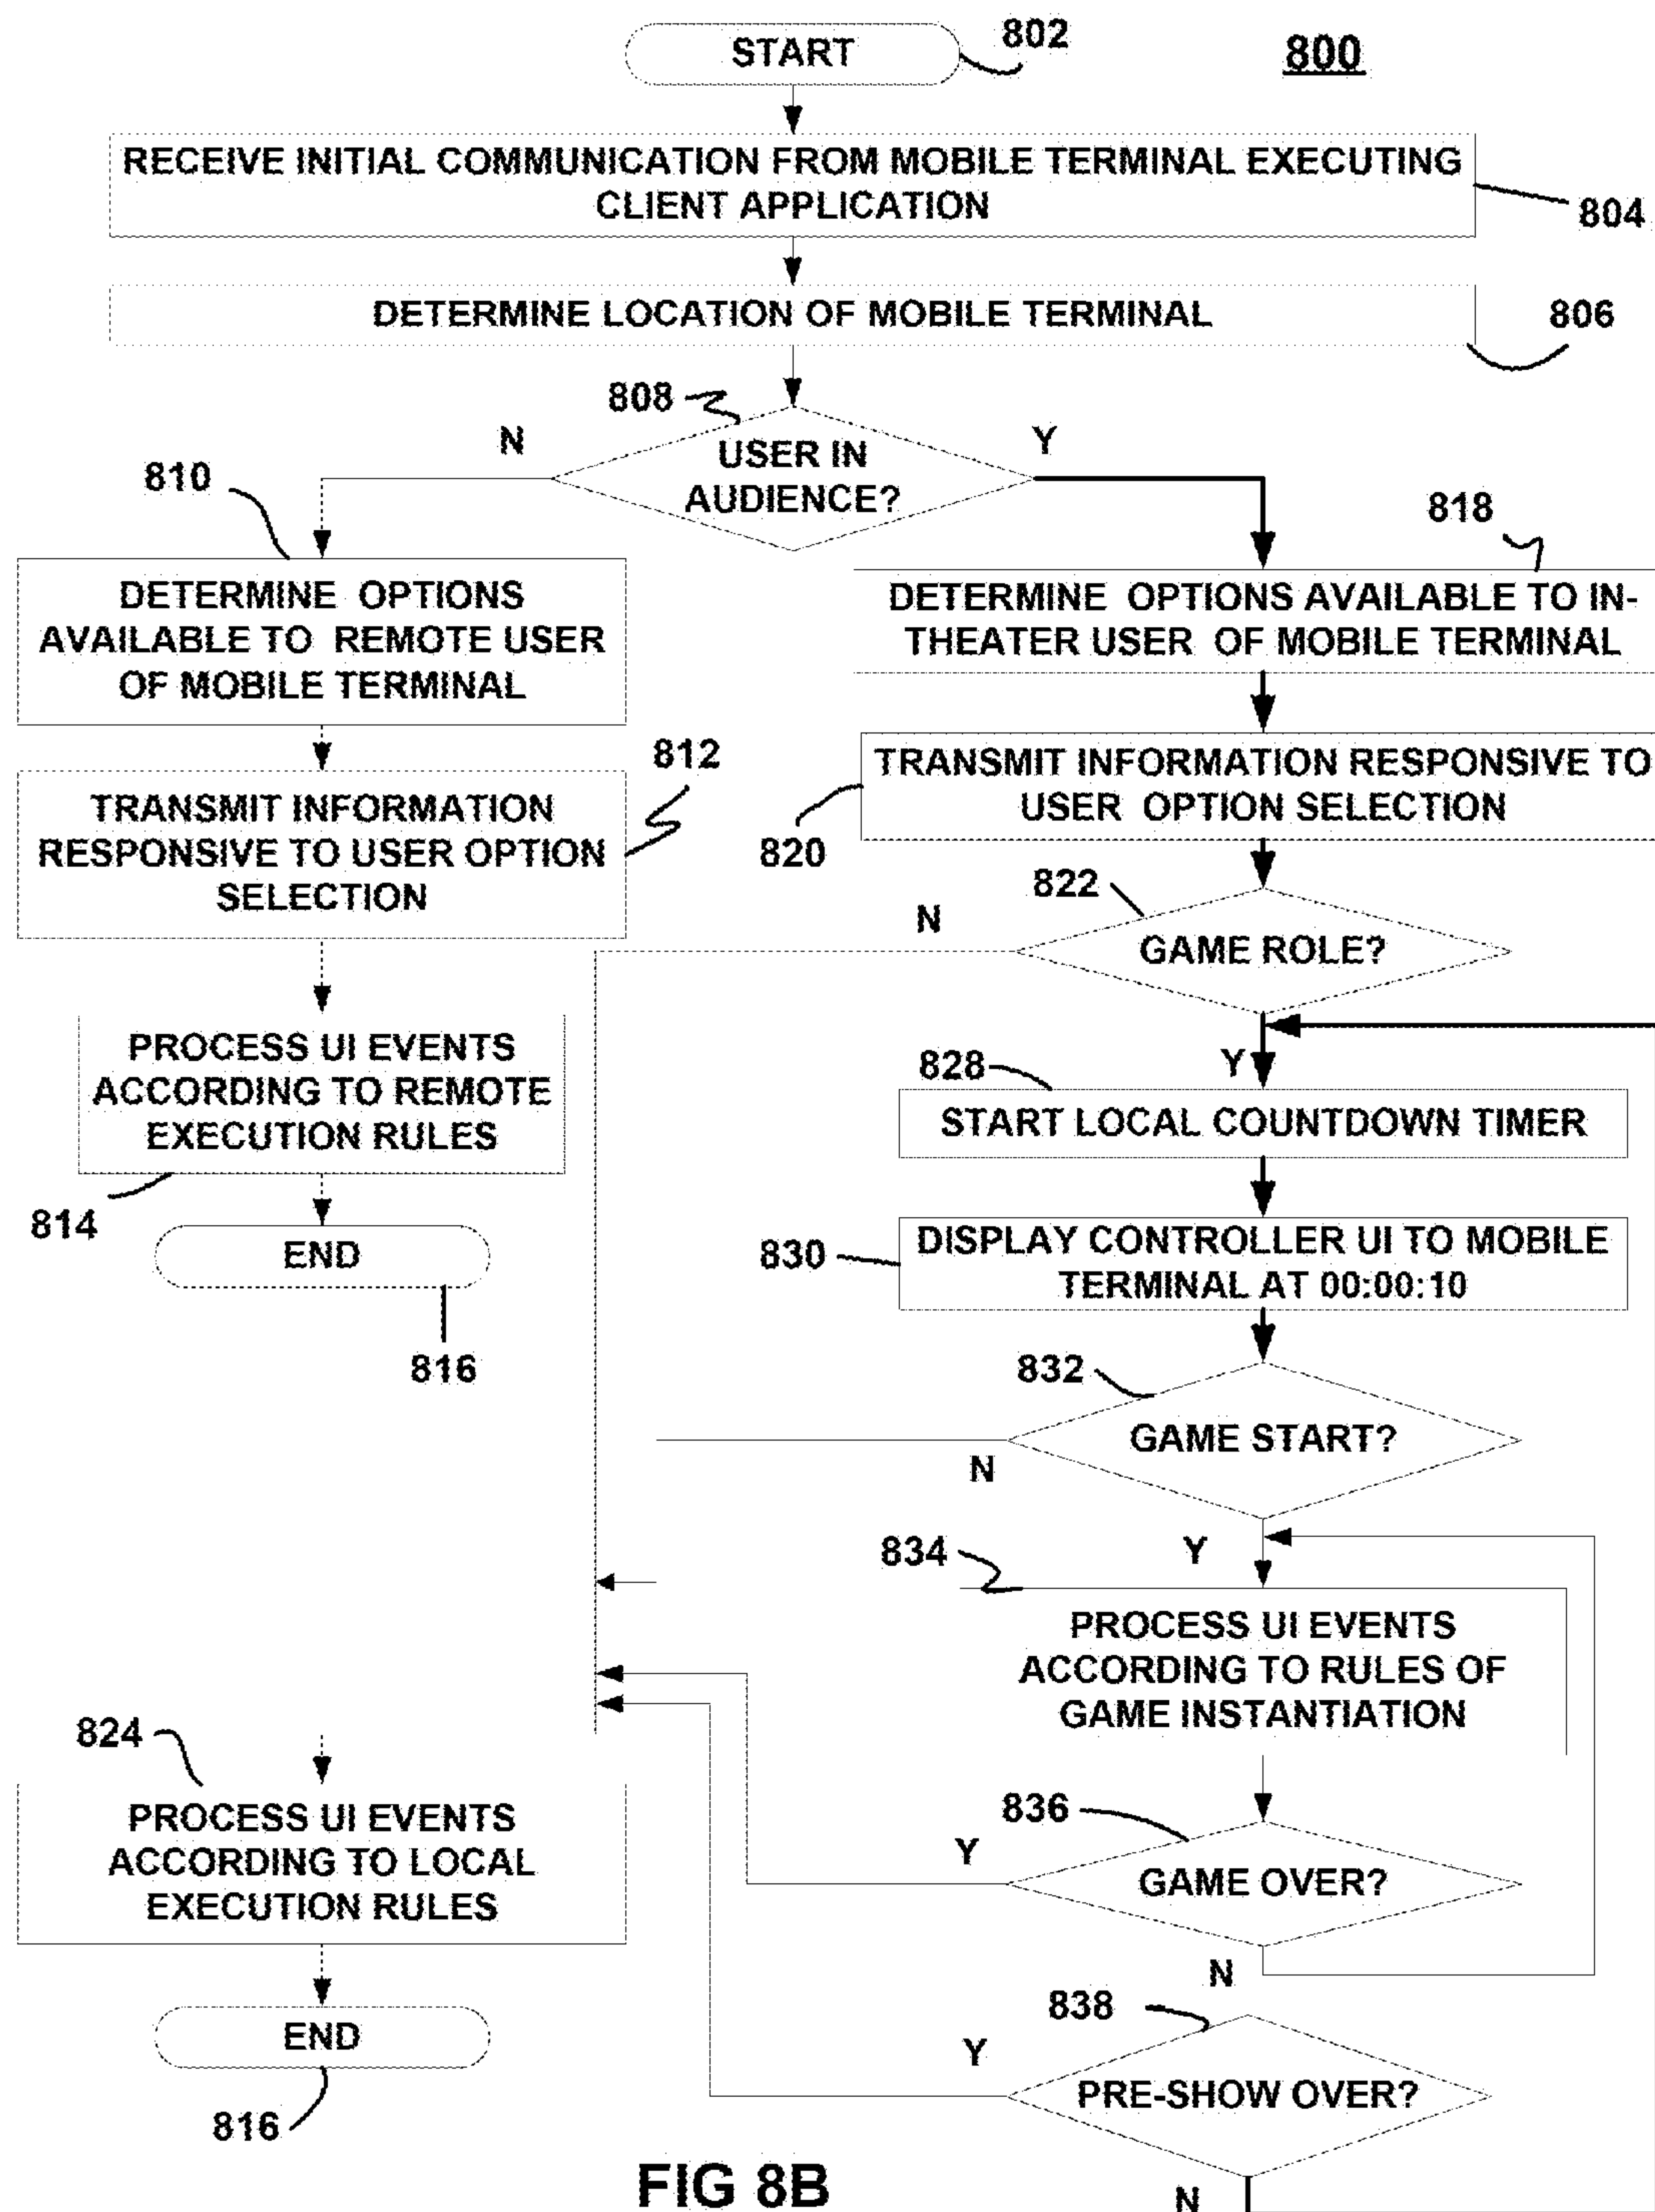 START
802
800
RECEIVE INITIAL COMMUNICATION FROM MOBILE TERMINAL EXECUTING
CLIENT APPLICATION
804
DETERMINE LOCATION OF MOBILE TERMINAL
806
808
USER IN
AUDIENCE?
N
Y
810
DETERMINE OPTIONS
AVAILABLE TO REMOTE USER
OF MOBILE TERMINAL
812
TRANSMIT INFORMATION
RESPONSIVE TO USER OPTION
SELECTION
PROCESS UI EVENTS
ACCORDING TO REMOTE
EXECUTION RULES
814
END
816
818
DETERMINE OPTIONS AVAILABLE TO IN-
THEATER USER OF MOBILE TERMINAL
TRANSMIT INFORMATION RESPONSIVE TO
USER OPTION SELECTION
820
822
N
GAME ROLE?
Y
828
START LOCAL COUNTDOWN TIMER
830
DISPLAY CONTROLLER UI TO MOBILE
TERMINAL AT 00:00:10
832
GAME START?
N
Y
834
PROCESS UI EVENTS
ACCORDING TO RULES OF
GAME INSTANTIATION
836
Y
GAME OVER?
N
838
Y
PRE-SHOW OVER?
N
824
PROCESS UI EVENTS
ACCORDING TO LOCAL
EXECUTION RULES
END
816
FIG 8B